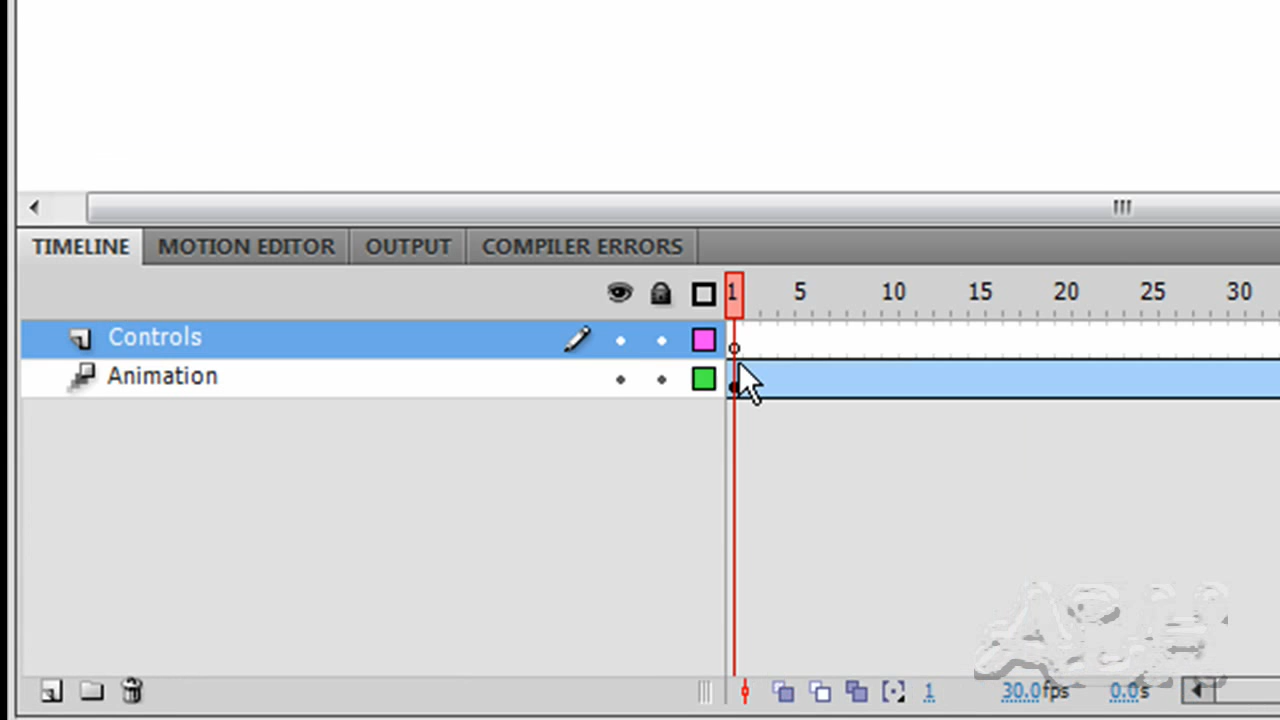 TIMELINE MOTION EDITOR OUTPUT COMPILER ERRORS
1 5 10 15 20 25 30
Controls
Animation
1 30.0fps 0.0s